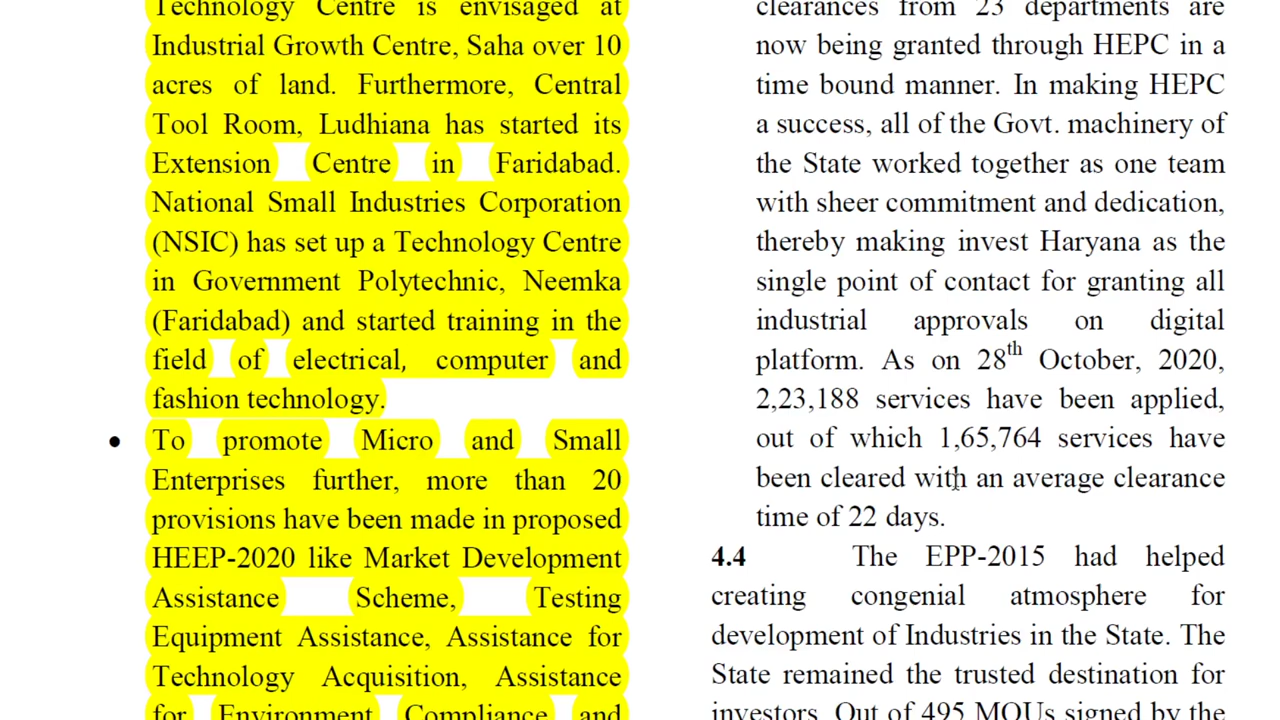 Technology Centre is envisaged at
Industrial Growth Centre, Saha over 10
acres of land. Furthermore, Central
Tool Room, Ludhiana has started its
Extension Centre in Faridabad.
National Small Industries Corporation
(NSIC) has set up a Technology Centre
in Government Polytechnic, Neemka
(Faridabad) and started training in the
field of electrical, computer and
fashion technology.
• To promote Micro and Small
Enterprises further, more than 20
provisions have been made in proposed
HEEP-2020 like Market Development
Assistance Scheme, Testing
Equipment Assistance, Assistance for
Technology Acquisition, Assistance
for Environment Compliance and
clearances from 23 departments are
now being granted through HEPC in a
time bound manner. In making HEPC
a success, all of the Govt. machinery of
the State worked together as one team
with sheer commitment and dedication,
thereby making invest Haryana as the
single point of contact for granting all
industrial approvals on digital
platform. As on 28th October, 2020,
2,23,188 services have been applied,
out of which 1,65,764 services have
been cleared with an average clearance
time of 22 days.
4.4 The EPP-2015 had helped
creating congenial atmosphere for
development of Industries in the State. The
State remained the trusted destination for
investors. Out of 495 MOUs signed by the